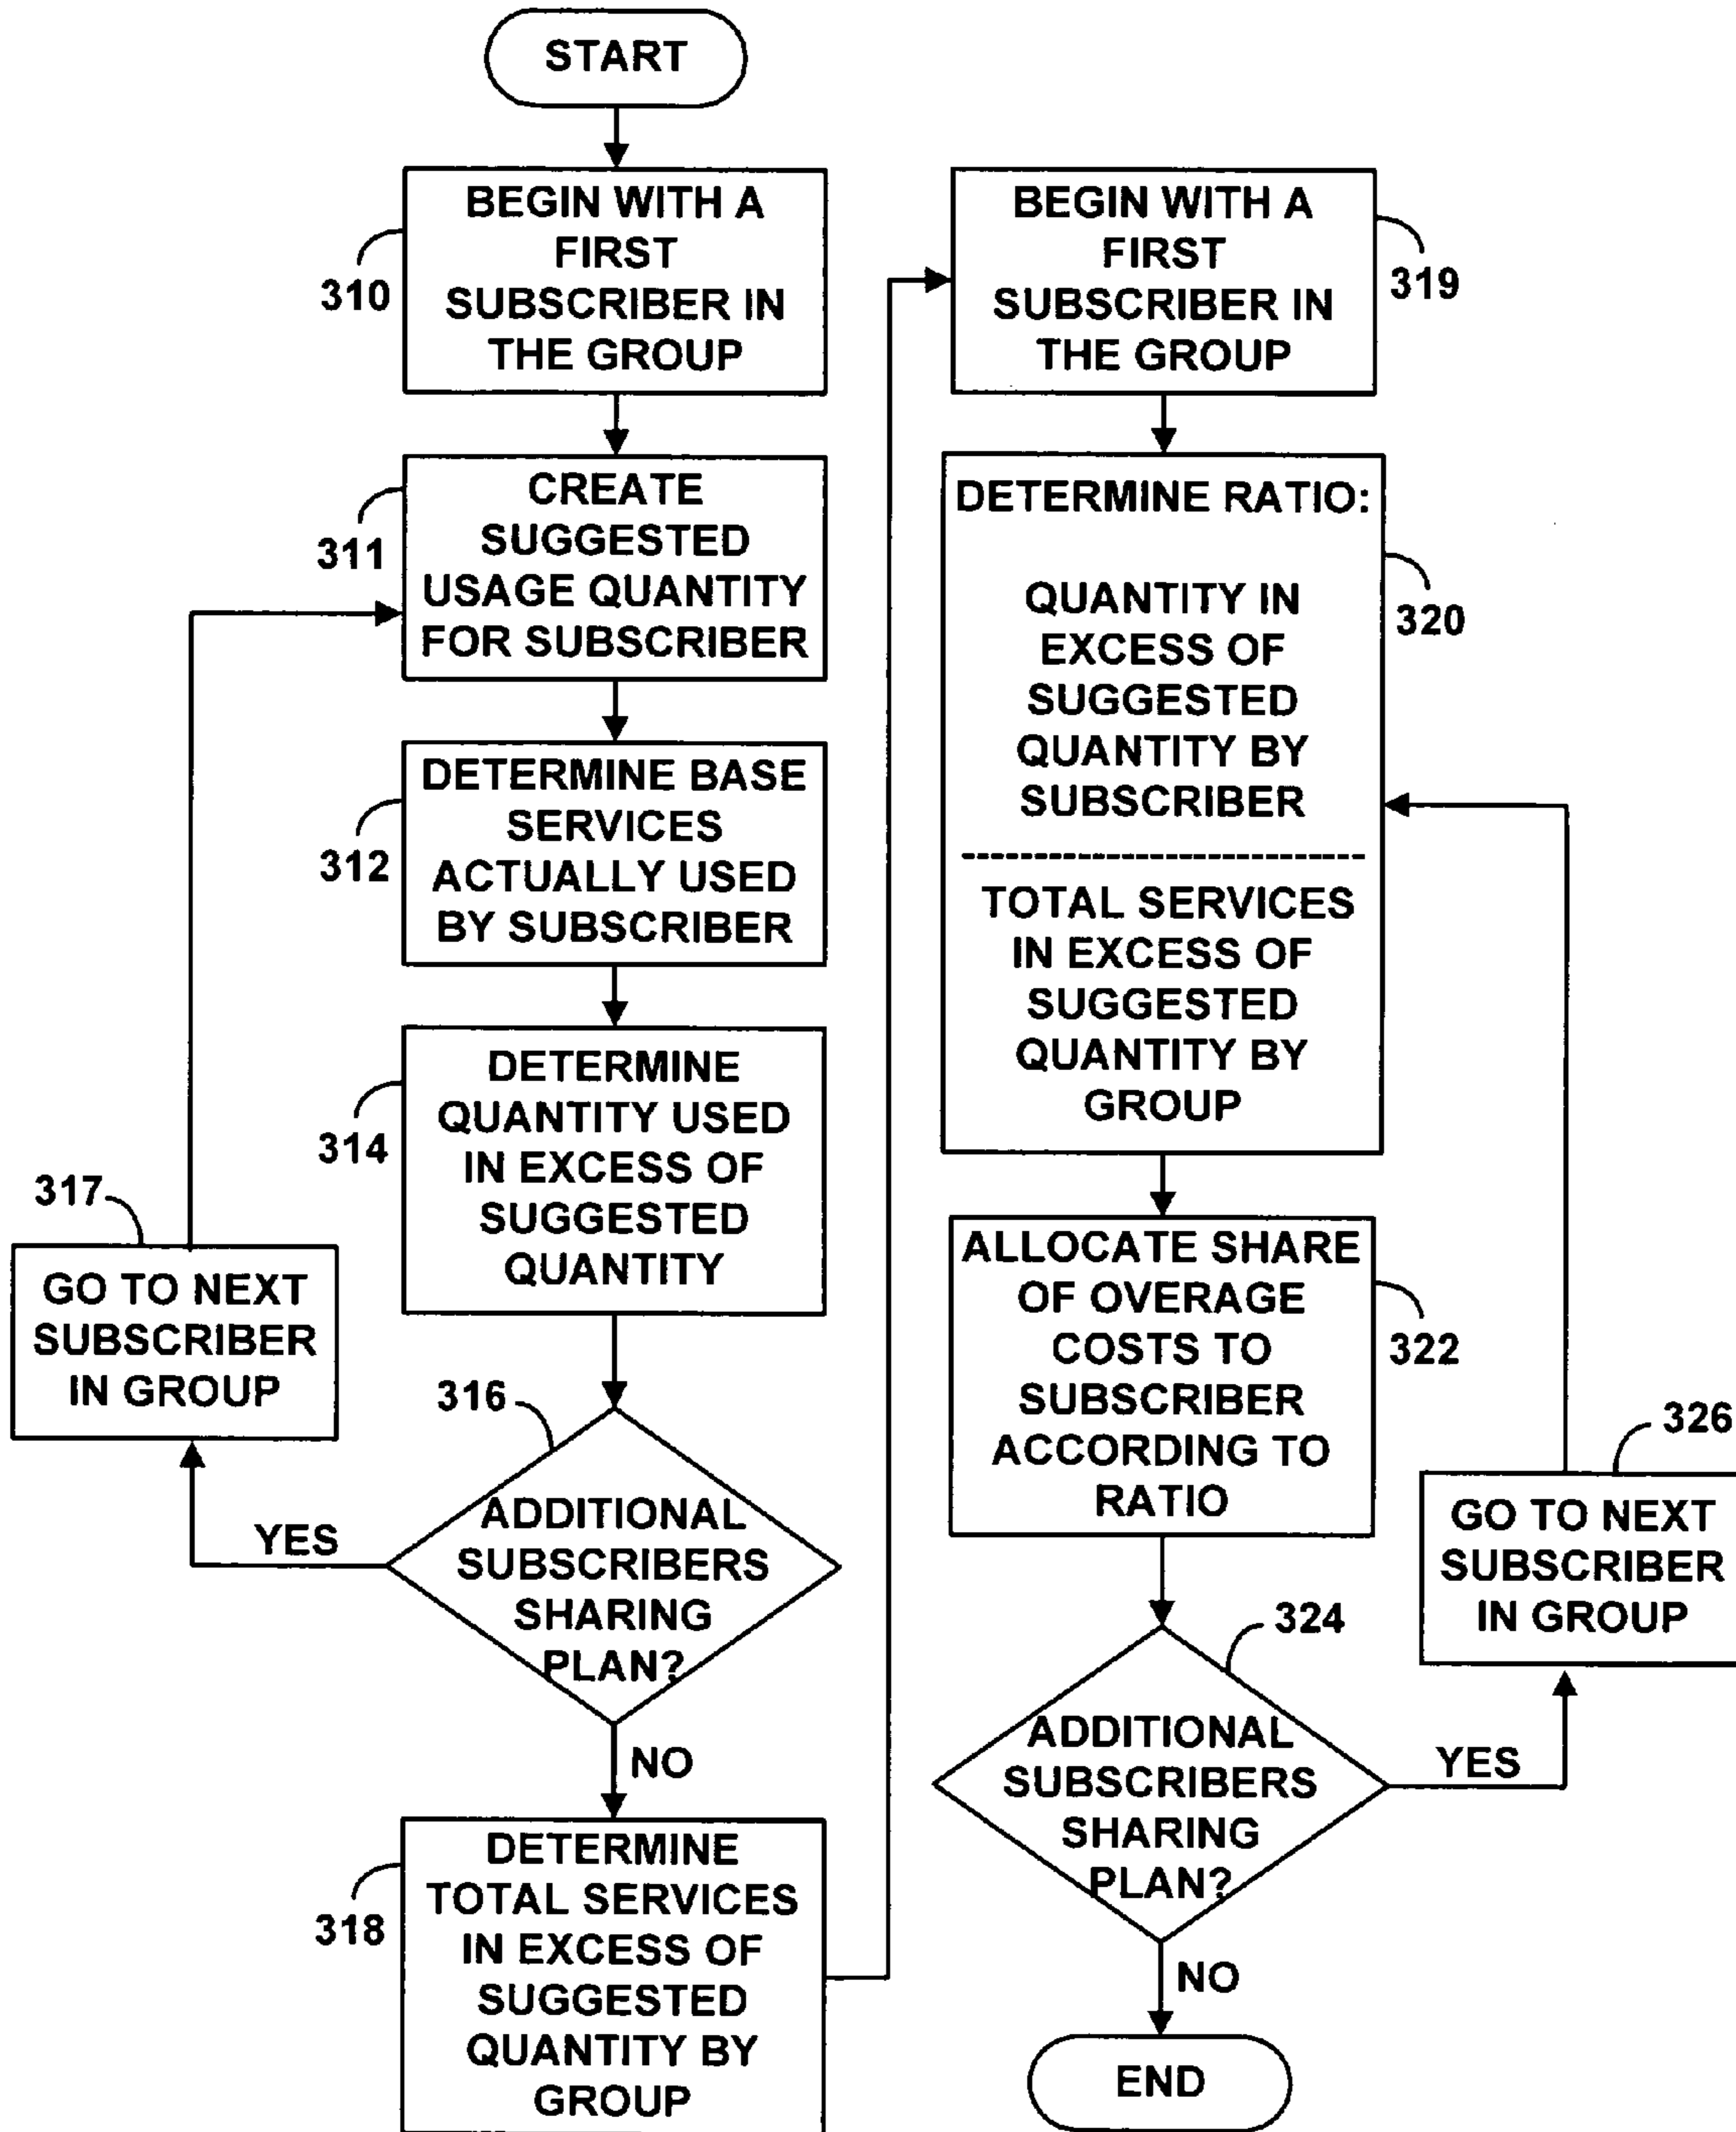 START
BEGIN WITH A
FIRST
SUBSCRIBER IN
THE GROUP
310
CREATE
SUGGESTED
USAGE QUANTITY
FOR SUBSCRIBER
311
DETERMINE BASE
SERVICES
ACTUALLY USED
BY SUBSCRIBER
312
DETERMINE
QUANTITY USED
IN EXCESS OF
SUGGESTED
QUANTITY
314
317
GO TO NEXT
SUBSCRIBER
IN GROUP
316
YES
ADDITIONAL
SUBSCRIBERS
SHARING
PLAN?
NO
DETERMINE
TOTAL SERVICES
IN EXCESS OF
SUGGESTED
QUANTITY BY
GROUP
318
BEGIN WITH A
FIRST
SUBSCRIBER IN
THE GROUP
319
DETERMINE RATIO:
QUANTITY IN
EXCESS OF
SUGGESTED
QUANTITY BY
SUBSCRIBER
TOTAL SERVICES
IN EXCESS OF
SUGGESTED
QUANTITY BY
GROUP
320
ALLOCATE SHARE
OF OVERAGE
COSTS TO
SUBSCRIBER
ACCORDING TO
RATIO
322
326
GO TO NEXT
SUBSCRIBER
IN GROUP
324
ADDITIONAL
SUBSCRIBERS
SHARING
PLAN?
YES
NO
END